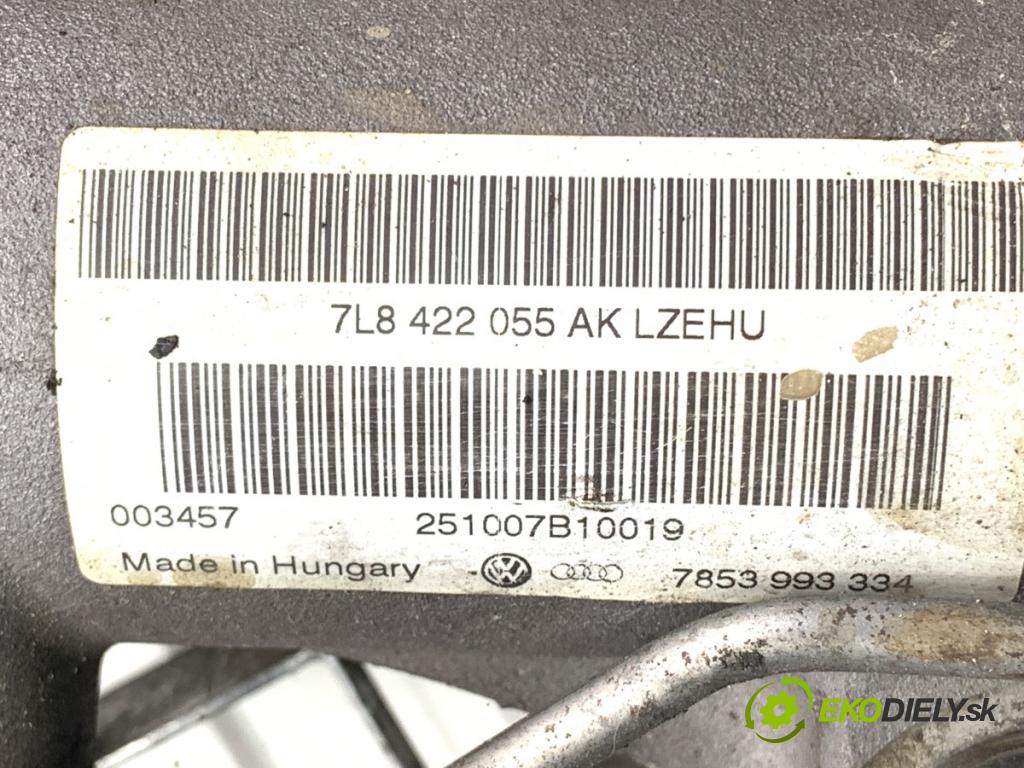 7L8 422 055 AK LZEHU
003457 251007B10019
Made in Hungary 7853 993 334
EKODIELY.sk